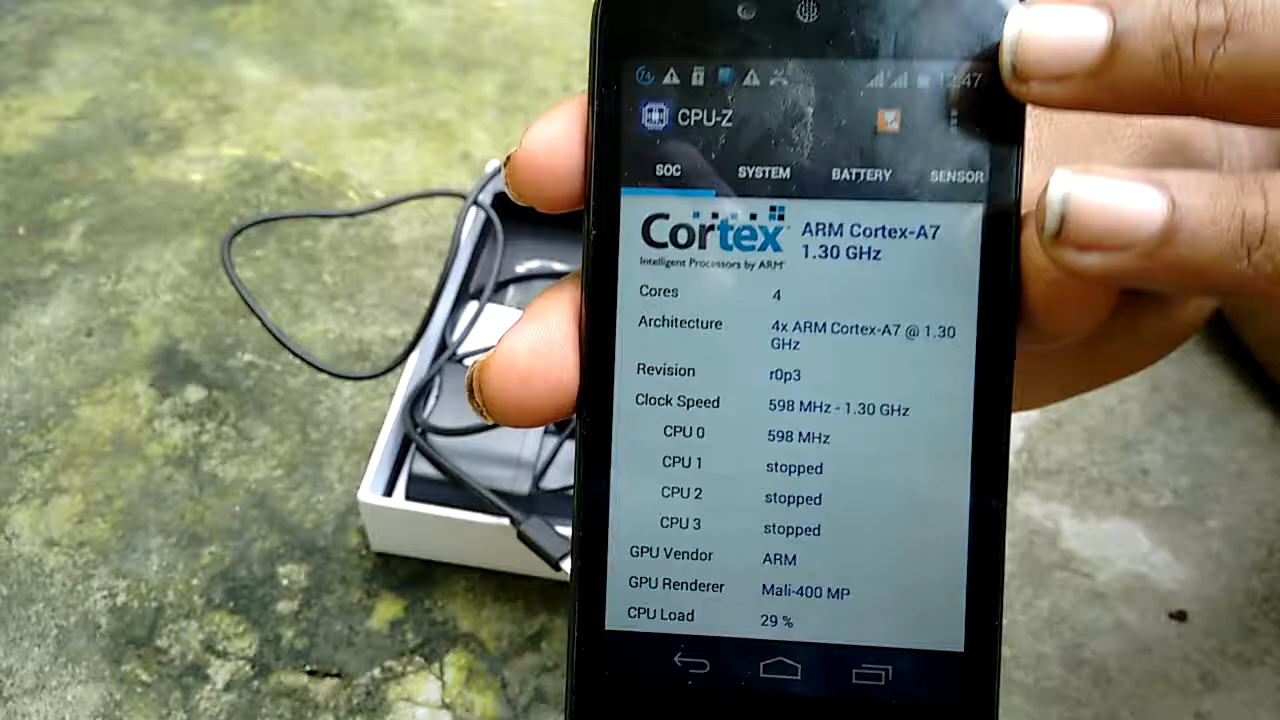 CPU-Z
SOC SYSTEM BATTERY SENSOR
Cortex
Intelligent Processors by ARM
ARM Cortex-A7
1.30 GHz
Cores 4
Architecture 4x ARM Cortex-A7 @ 1.30
GHz
Revision r0p3
Clock Speed 598 MHz - 1.30 GHz
CPU 0 598 MHz
CPU 1 stopped
CPU 2 stopped
CPU 3 stopped
GPU Vendor ARM
GPU Renderer Mali-400 MP
CPU Load 29 %